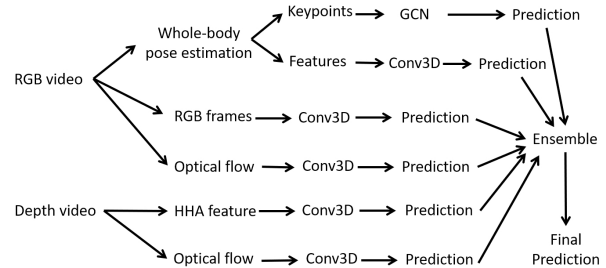 Keypoints GCN Prediction
Whole-body
pose estimation
Features Conv3D Prediction
RGB video
RGB frames Conv3D Prediction
Ensemble
Optical flow Conv3D Prediction
Depth video HHA feature Conv3D Prediction
Final
Prediction
Optical flow Conv3D Prediction